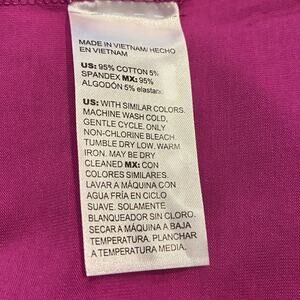 MADE IN VIETNAM/ HECHO
EN VIETNAM
US: 95% COTTON 5%
SPANDEX MX: 95%
ALGODÓN 5% elastano
US: WITH SIMILAR COLORS.
MACHINE WASH COLD,
GENTLE CYCLE, ONLY
NON-CHLORINE BLEACH.
TUMBLE DRY LOW. WARM
IRON. MAY BE DRY
CLEANED MX: CON
COLORES SIMILARES.
LAVAR A MÁQUINA CON
AGUA FRÍA EN CICLO
SUAVE. SOLAMENTE
BLANQUEADOR SIN CLORO.
SECAR A MÁQUINA A BAJA
TEMPERATURA. PLANCHAR
A TEMPERATURA MEDIA.